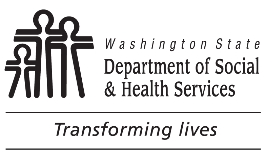 Washington State
Department of Social
& Health Services
Transforming lives